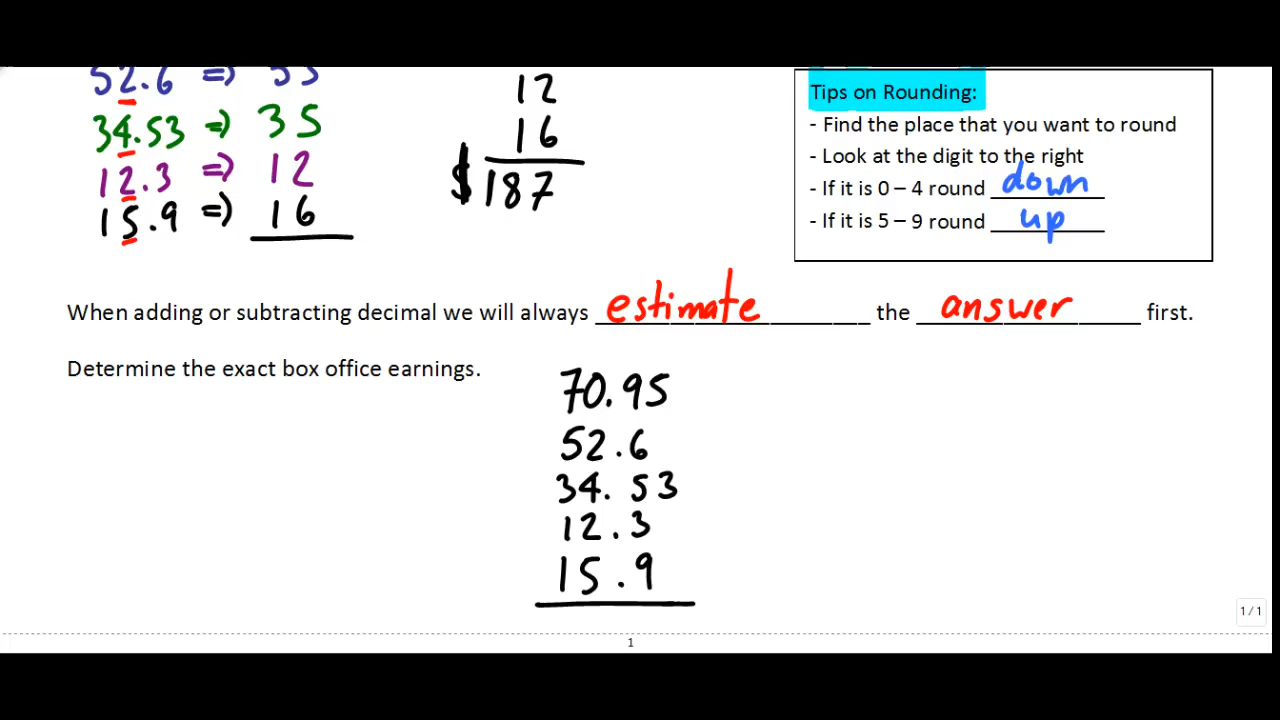 52.6 => 53
34.53 => 35
12.3 => 12
15.9 => 16
12
16
$187
Tips on Rounding:
- Find the place that you want to round
- Look at the digit to the right
- If it is 0 – 4 round down
- If it is 5 – 9 round up
When adding or subtracting decimal we will always estimate the answer first.
Determine the exact box office earnings.
70.95
52.6
34.53
12.3
15.9
1 / 1
1